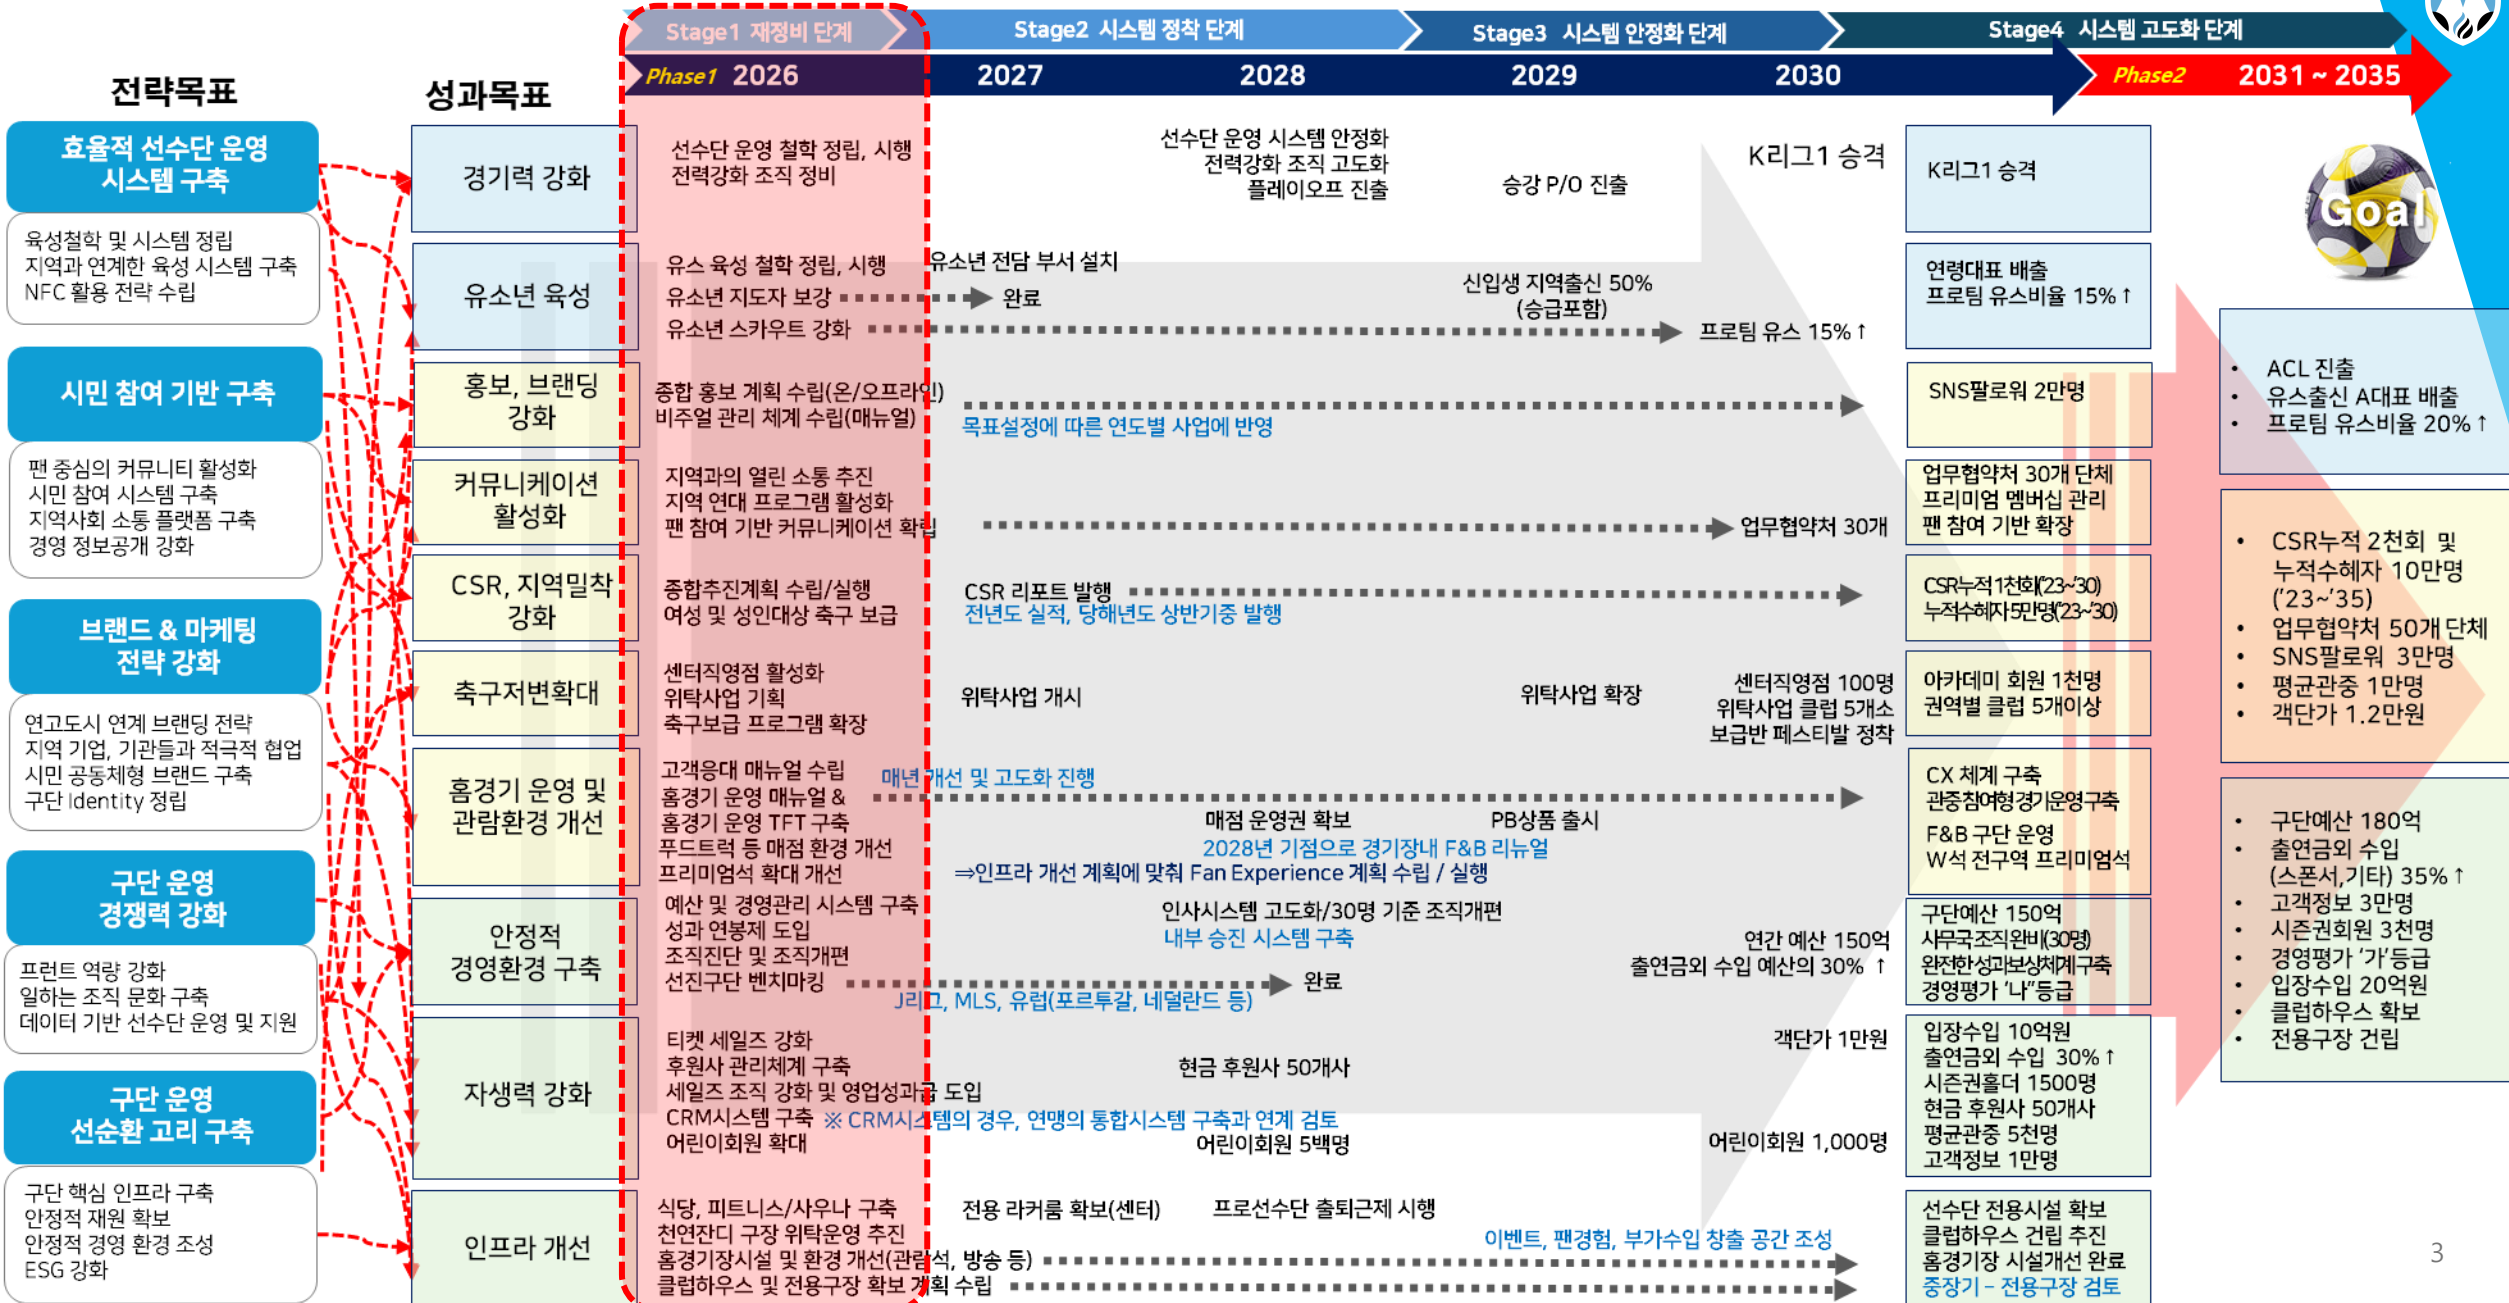 Stage1 재정비 단계
Stage2 시스템 정착 단계
Stage3 시스템 안정화 단계
Stage4 시스템 고도화 단계
Phase1 2026
2027
2028
2029
2030
Phase2 2031 ~ 2035
전략목표
성과목표
효율적 선수단 운영
시스템 구축
육성철학 및 시스템 정립
지역과 연계한 육성 시스템 구축
NFC 활용 전략 수립
시민 참여 기반 구축
팬 중심의 커뮤니티 활성화
시민 참여 시스템 구축
지역사회 소통 플랫폼 구축
경영 정보공개 강화
브랜드 & 마케팅
전략 강화
연고도시 연계 브랜딩 전략
지역 기업, 기관들과 적극적 협업
시민 공동체형 브랜드 구축
구단 Identity 정립
구단 운영
경쟁력 강화
프런트 역량 강화
일하는 조직 문화 구축
데이터 기반 선수단 운영 및 지원
구단 운영
선순환 고리 구축
구단 핵심 인프라 구축
안정적 재원 확보
안정적 경영 환경 조성
ESG 강화
경기력 강화
선수단 운영 철학 정립, 시행
전력강화 조직 정비
선수단 운영 시스템 안정화
전력강화 조직 고도화
플레이오프 진출
승강 P/O 진출
K리그1 승격
K리그1 승격
유소년 육성
유스 육성 철학 정립, 시행
유소년 지도자 보강
유소년 스카우트 강화
유소년 전담 부서 설치
완료
신입생 지역출신 50%
(승급포함)
프로팀 유스 15% ↑
연령대표 배출
프로팀 유스비율 15% ↑
홍보, 브랜딩
강화
종합 홍보 계획 수립(온/오프라인)
비주얼 관리 체계 수립(매뉴얼)
목표설정에 따른 연도별 사업에 반영
SNS팔로워 2만명
커뮤니케이션
활성화
지역과의 열린 소통 추진
지역 연대 프로그램 활성화
팬 참여 기반 커뮤니케이션 확립
업무협약처 30개
업무협약처 30개 단체
프리미엄 멤버십 관리
팬 참여 기반 확장
CSR, 지역밀착
강화
종합추진계획 수립/실행
여성 및 성인대상 축구 보급
CSR 리포트 발행
전년도 실적, 당해년도 상반기중 발행
CSR누적 1천회('23~'30)
누적수혜자 5만명('23~'30)
축구저변확대
센터직영점 활성화
위탁사업 기획
축구보급 프로그램 확장
위탁사업 개시
위탁사업 확장
센터직영점 100명
위탁사업 클럽 5개소
보급반 페스티발 정착
아카데미 회원 1천명
권역별 클럽 5개이상
홈경기 운영 및
관람환경 개선
고객응대 매뉴얼 수립
홈경기 운영 매뉴얼 &
홈경기 운영 TFT 구축
푸드트럭 등 매점 환경 개선
프리미엄석 확대 개선
매년 개선 및 고도화 진행
매점 운영권 확보
PB상품 출시
2028년 기점으로 경기장내 F&B 리뉴얼
⇒인프라 개선 계획에 맞춰 Fan Experience 계획 수립 / 실행
CX 체계 구축
관중참여형 경기운영 구축
F&B 구단 운영
W석 전구역 프리미엄석
안정적
경영환경 구축
예산 및 경영관리 시스템 구축
성과 연봉제 도입
조직진단 및 조직개편
선진구단 벤치마킹
인사시스템 고도화/30명 기준 조직개편
내부 승진 시스템 구축
완료
J리그, MLS, 유럽(포르투갈, 네덜란드 등)
연간 예산 150억
출연금외 수입 예산의 30% ↑
구단예산 150억
사무국 조직 완비(30명)
완전한 성과보상체계 구축
경영평가 '나"등급
자생력 강화
티켓 세일즈 강화
후원사 관리체계 구축
세일즈 조직 강화 및 영업성과급 도입
CRM시스템 구축 ※ CRM시스템의 경우, 연맹의 통합시스템 구축과 연계 검토
어린이회원 확대
현금 후원사 50개사
어린이회원 5백명
객단가 1만원
어린이회원 1,000명
입장수입 10억원
출연금외 수입 30% ↑
시즌권홀더 1500명
현금 후원사 50개사
평균관중 5천명
고객정보 1만명
인프라 개선
식당, 피트니스/사우나 구축
천연잔디 구장 위탁운영 추진
홈경기장시설 및 환경 개선(관람석, 방송 등)
클럽하우스 및 전용구장 확보 계획 수립
전용 라커룸 확보(센터)
프로선수단 출퇴근제 시행
이벤트, 팬경험, 부가수입 창출 공간 조성
선수단 전용시설 확보
클럽하우스 건립 추진
홈경기장 시설개선 완료
중장기 – 전용구장 검토
Goal
• ACL 진출
• 유스출신 A대표 배출
• 프로팀 유스비율 20% ↑
• CSR누적 2천회 및
누적수혜자 10만명
('23~'35)
• 업무협약처 50개 단체
• SNS팔로워 3만명
• 평균관중 1만명
• 객단가 1.2만원
• 구단예산 180억
• 출연금외 수입
(스폰서,기타) 35% ↑
• 고객정보 3만명
• 시즌권회원 3천명
• 경영평가 '가'등급
• 입장수입 20억원
• 클럽하우스 확보
• 전용구장 건립
3